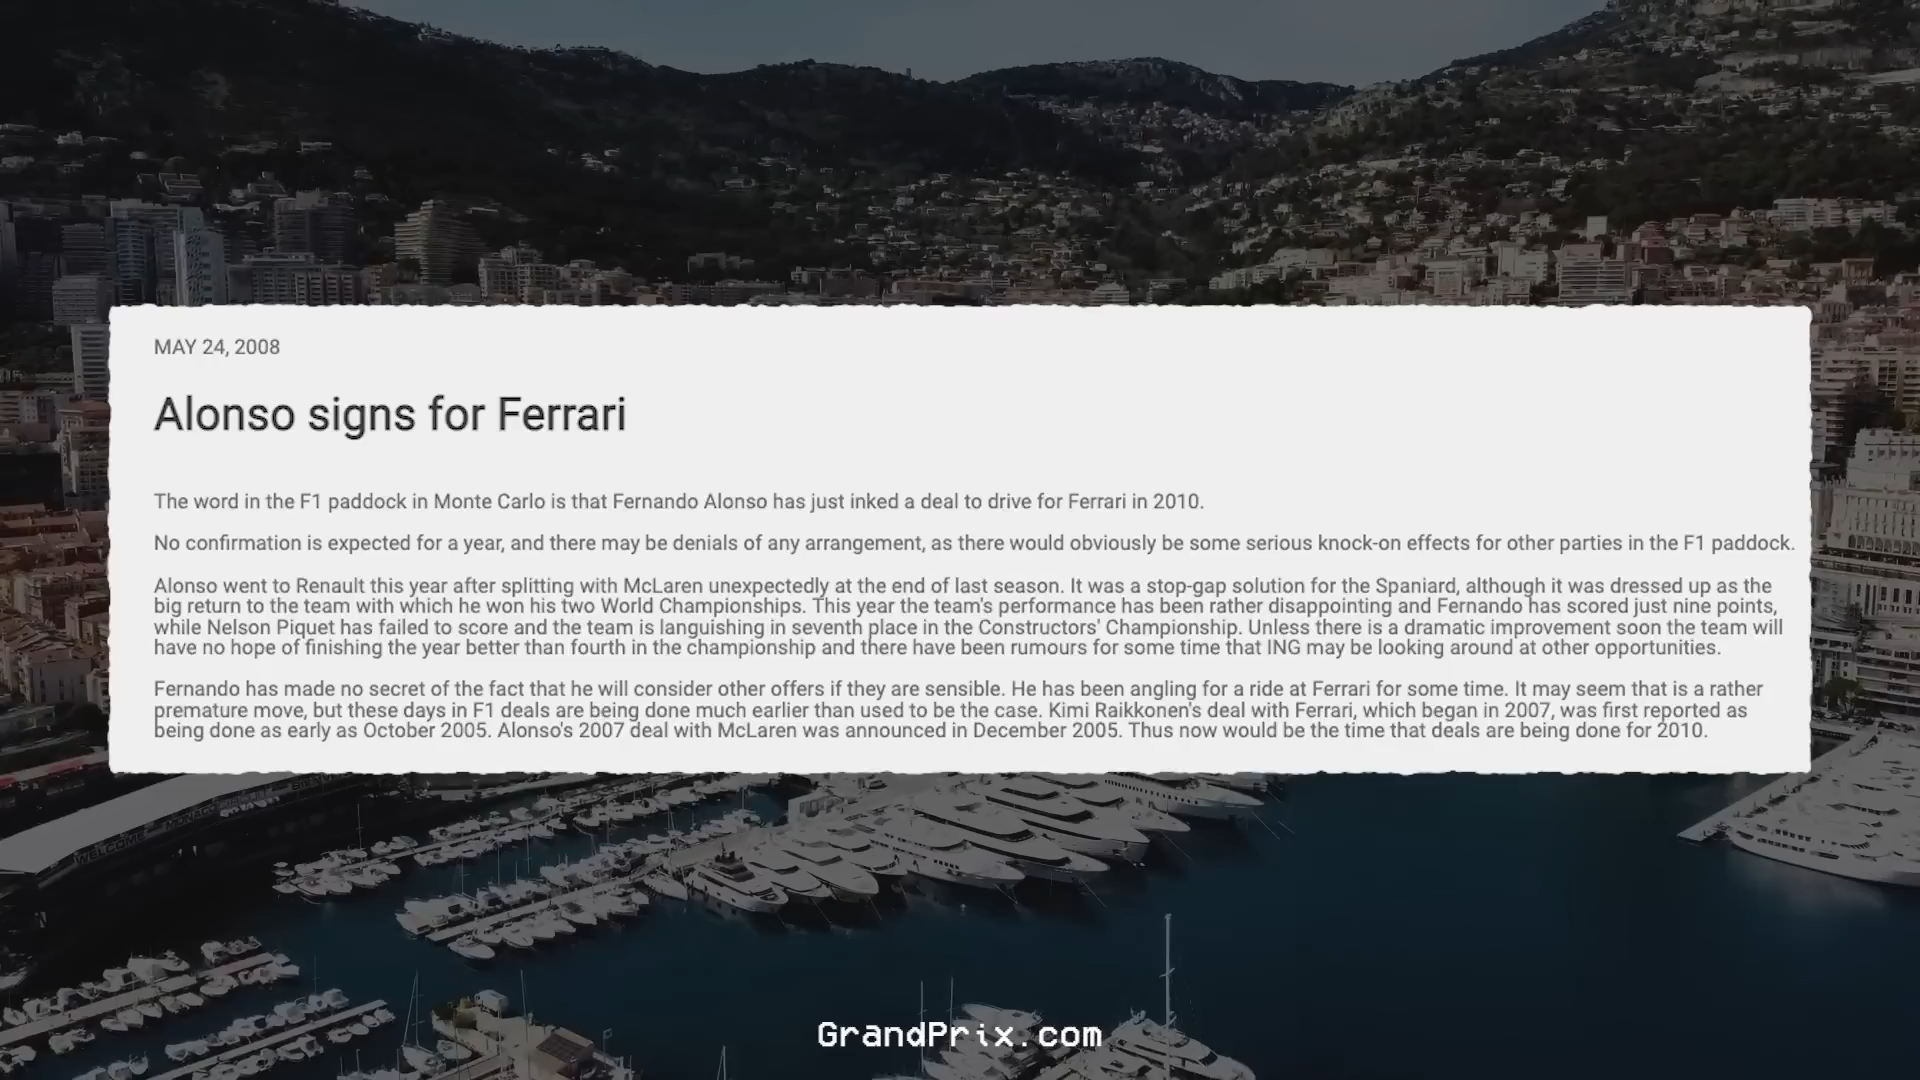 MAY 24, 2008
Alonso signs for Ferrari
The word in the F1 paddock in Monte Carlo is that Fernando Alonso has just inked a deal to drive for Ferrari in 2010.
No confirmation is expected for a year, and there may be denials of any arrangement, as there would obviously be some serious knock-on effects for other parties in the F1 paddock.
Alonso went to Renault this year after splitting with McLaren unexpectedly at the end of last season. It was a stop-gap solution for the Spaniard, although it was dressed up as the
big return to the team with which he won his two World Championships. This year the team's performance has been rather disappointing and Fernando has scored just nine points,
while Nelson Piquet has failed to score and the team is languishing in seventh place in the Constructors' Championship. Unless there is a dramatic improvement soon the team will
have no hope of finishing the year better than fourth in the championship and there have been rumours for some time that ING may be looking around at other opportunities.
Fernando has made no secret of the fact that he will consider other offers if they are sensible. He has been angling for a ride at Ferrari for some time. It may seem that is a rather
premature move, but these days in F1 deals are being done much earlier than used to be the case. Kimi Raikkonen's deal with Ferrari, which began in 2007, was first reported as
being done as early as October 2005. Alonso's 2007 deal with McLaren was announced in December 2005. Thus now would be the time that deals are being done for 2010.
WELCOME MONACO
GrandPrix.com